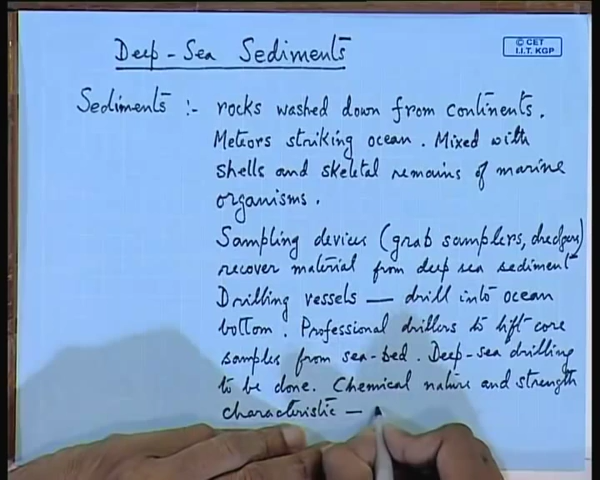 Deep-Sea Sediments
© CET
I.I.T. KGP
Sediments :- rocks washed down from continents.
Meteors striking ocean. Mixed with
shells and skeletal remains of marine
organisms.
Sampling devices (grab samplers, dredgers)
recover material from deep sea sediment
Drilling vessels — drill into ocean
bottom. Professional drillers to lift core
samples from sea-bed. Deep-sea drilling
to be done. Chemical nature and strength
characteristic —